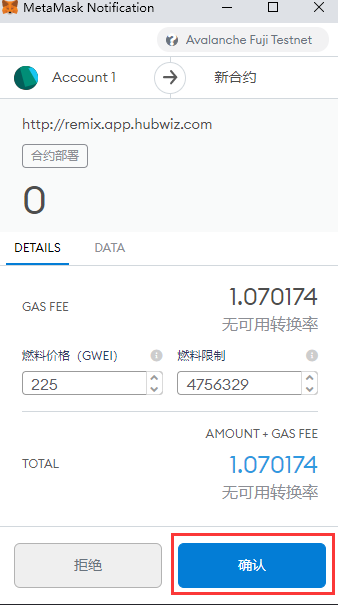 MetaMask Notification
Avalanche Fuji Testnet
Account 1
新合约
http://remix.app.hubwiz.com
合约部署
0
DETAILS
DATA
GAS FEE
1.070174
无可用转换率
燃料价格（GWEI）
燃料限制
225
4756329
AMOUNT + GAS FEE
TOTAL
1.070174
无可用转换率
拒绝
确认